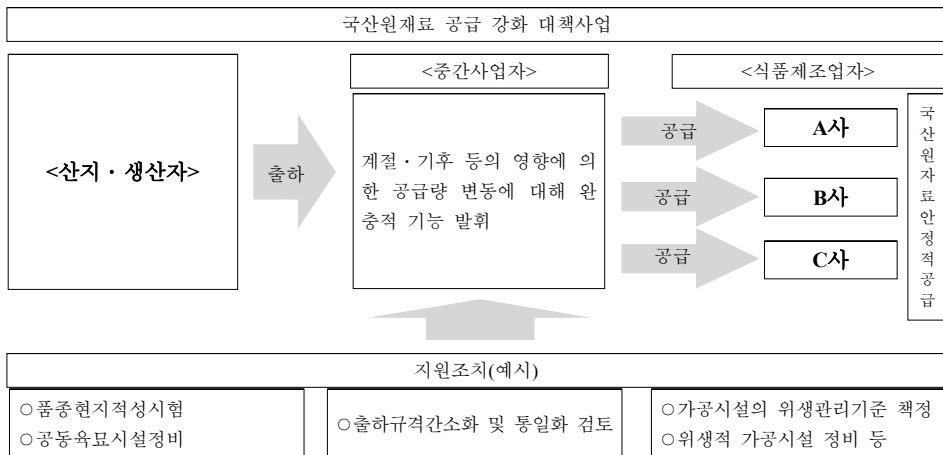 국산원재료 공급 강화 대책사업
<산지・생산자>
출하
<중간사업자>
계절・기후 등의 영향에 의
한 공급량 변동에 대해 완
충적 기능 발휘
<식품제조업자>
공급
A사
공급
B사
공급
C사
국
산
원
자
료
안
정
적
공
급
지원조치(예시)
○품종현지적성시험
○공동육묘시설정비
○출하규격간소화 및 통일화 검토
○가공시설의 위생관리기준 책정
○위생적 가공시설 정비 등